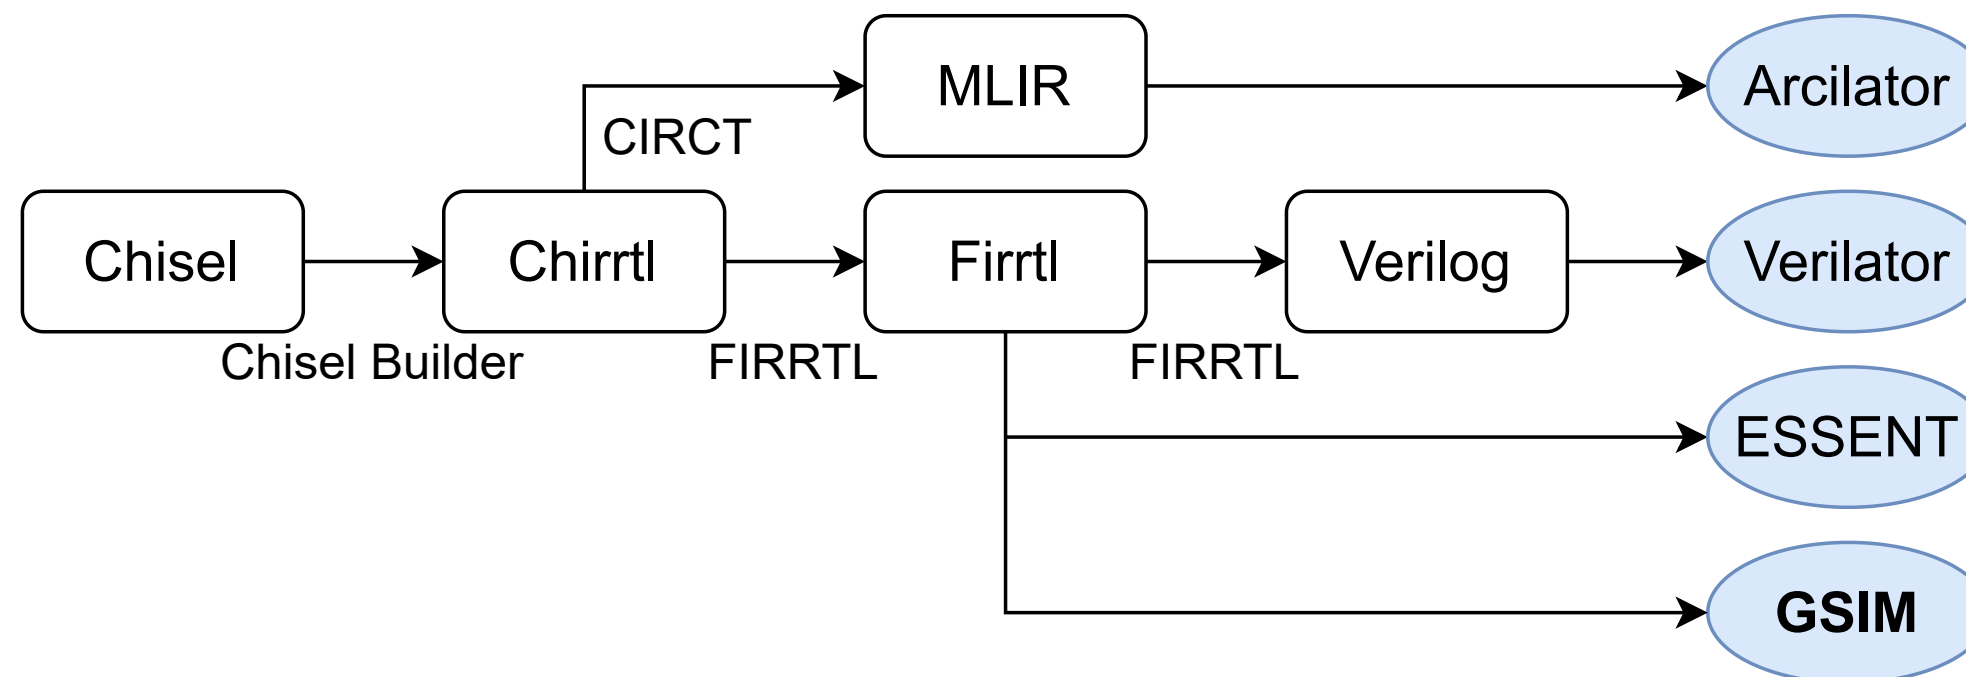 MLIR
Arcilator
CIRCT
Chisel
Chirrtl
Firrtl
Verilog
Verilator
Chisel Builder
FIRRTL
FIRRTL
ESSENT
GSIM